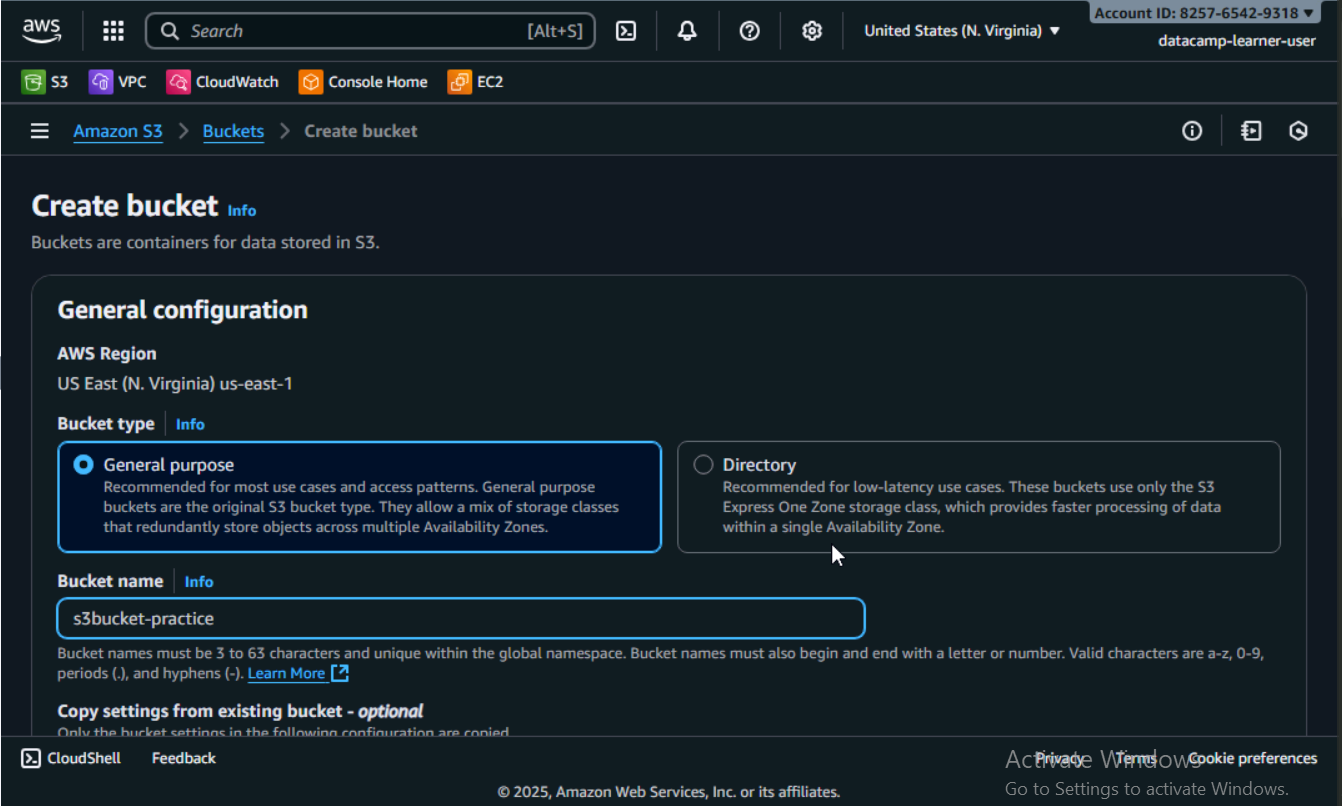 aws
Search [Alt+S]
United States (N. Virginia) ▼
Account ID: 8257-6542-9318 ▼
datacamp-learner-user
S3 VPC CloudWatch Console Home EC2
Amazon S3 > Buckets > Create bucket
Create bucket Info
Buckets are containers for data stored in S3.
General configuration
AWS Region
US East (N. Virginia) us-east-1
Bucket type Info
General purpose
Recommended for most use cases and access patterns. General purpose
buckets are the original S3 bucket type. They allow a mix of storage classes
that redundantly store objects across multiple Availability Zones.
Directory
Recommended for low-latency use cases. These buckets use only the S3
Express One Zone storage class, which provides faster processing of data
within a single Availability Zone.
Bucket name Info
s3bucket-practice
Bucket names must be 3 to 63 characters and unique within the global namespace. Bucket names must also begin and end with a letter or number. Valid characters are a-z, 0-9,
periods (.), and hyphens (-). Learn More
Copy settings from existing bucket - optional
Only the bucket settings in the following configuration are copied.
CloudShell Feedback
Privacy Terms Cookie preferences
Activate Windows
Go to Settings to activate Windows.
© 2025, Amazon Web Services, Inc. or its affiliates.